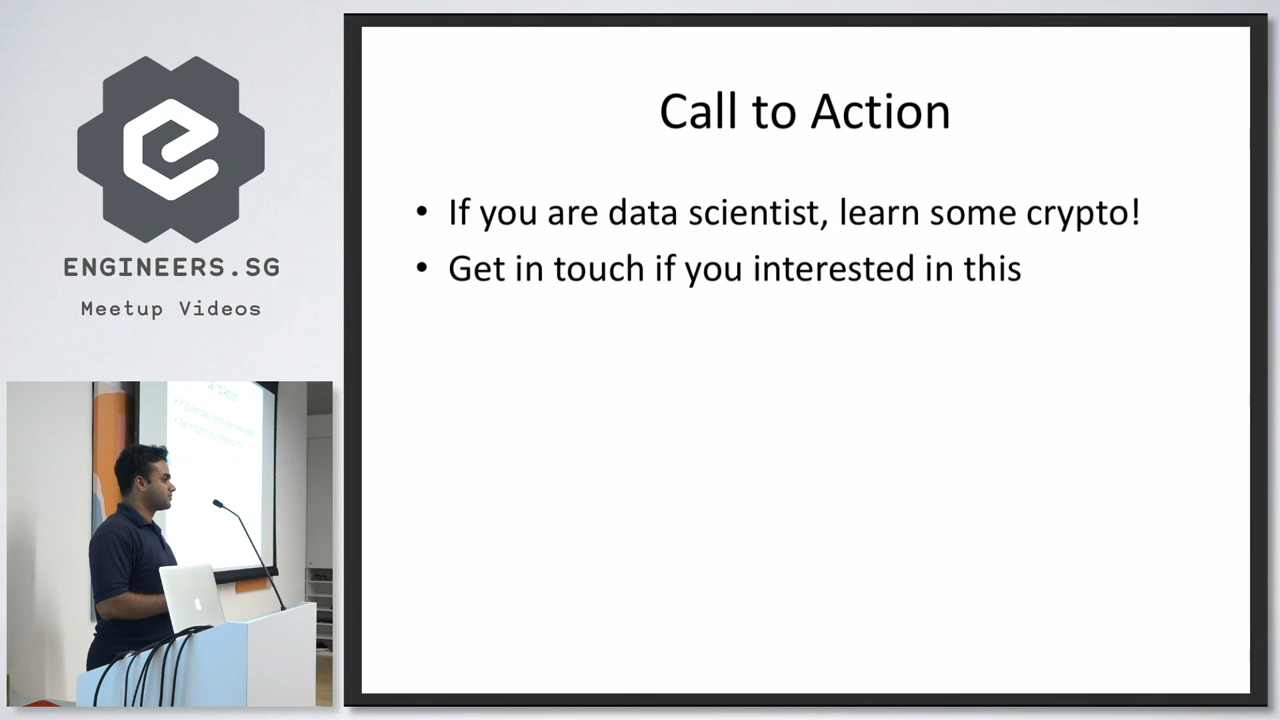 ENGINEERS.SG
Meetup Videos
Call to Action
• If you are data scientist, learn some crypto!
• Get in touch if you interested in this